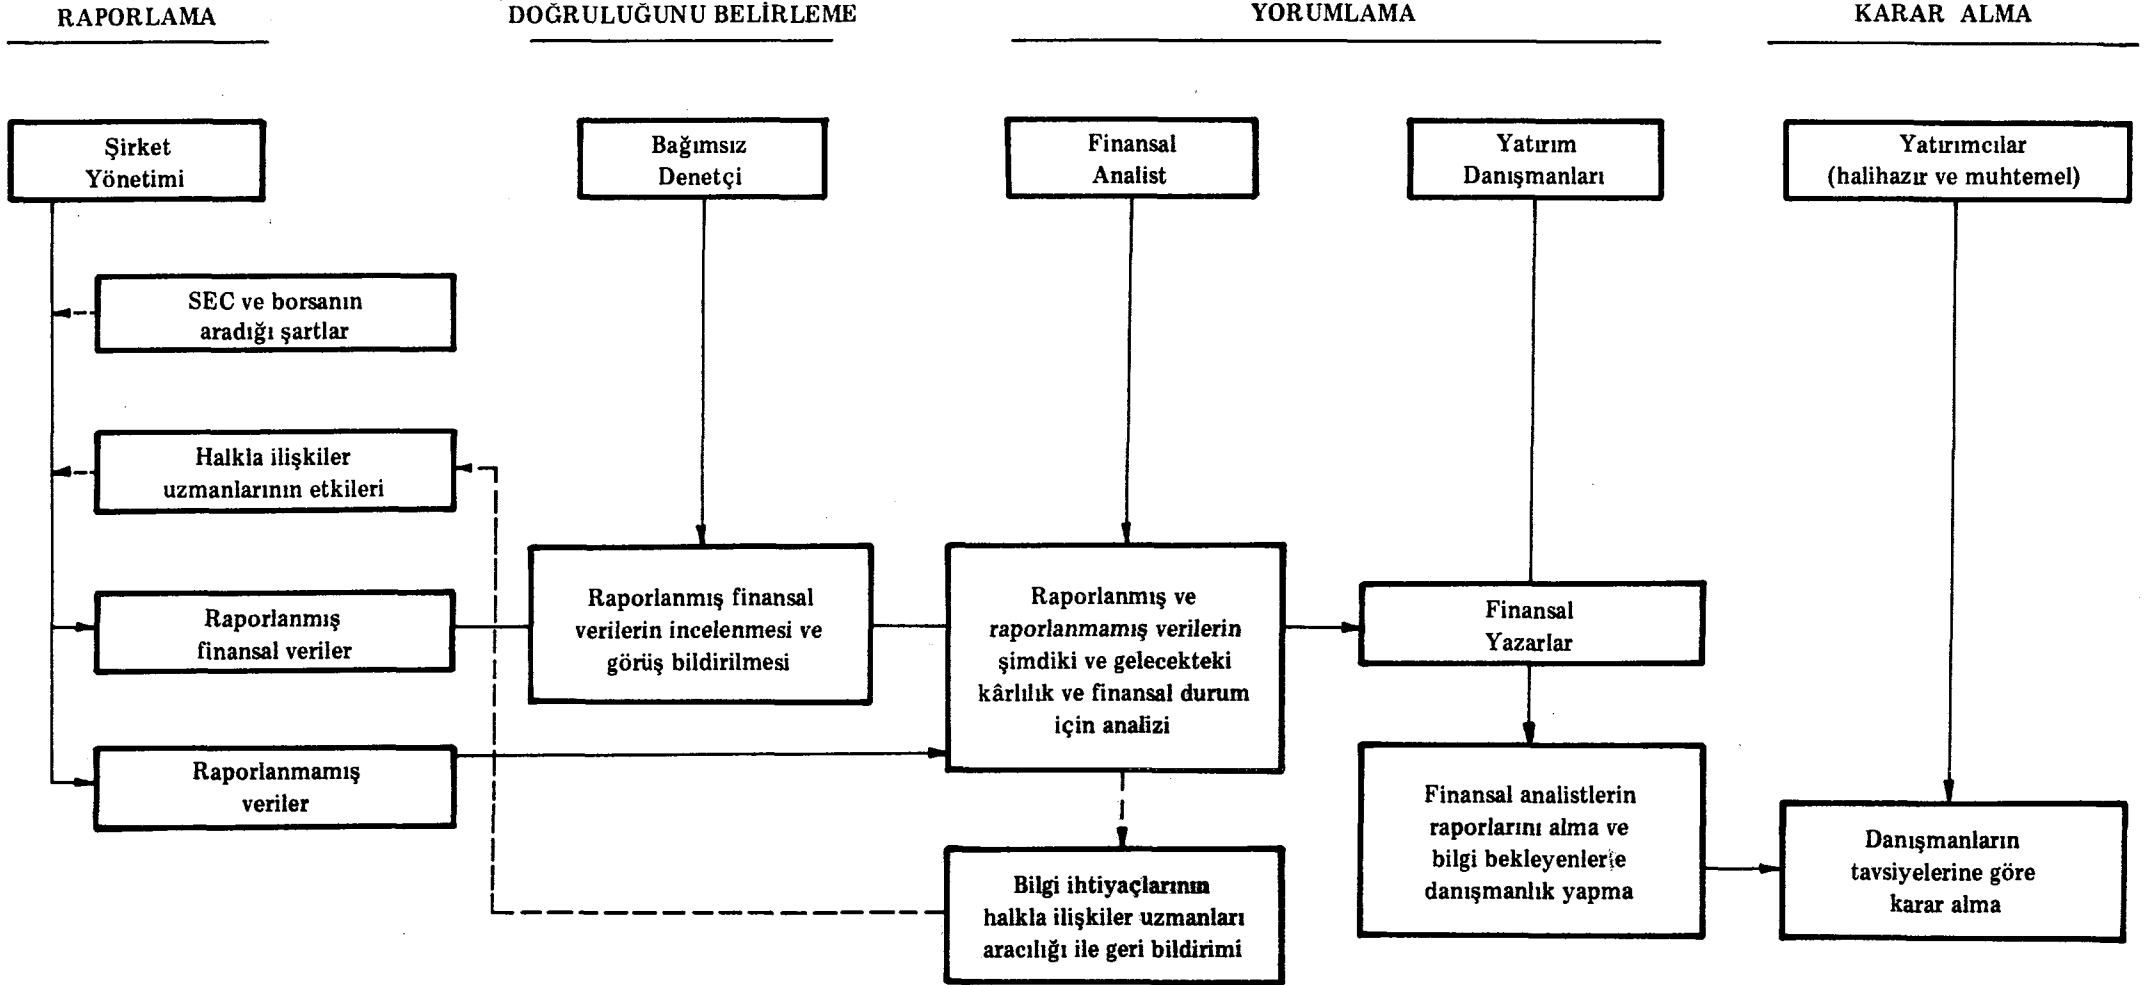 RAPORLAMA
DOĞRULUĞUNU BELİRLEME
YORUMLAMA
KARAR ALMA
Şirket
Yönetimi
Bağımsız
Denetçi
Finansal
Analist
Yatırım
Danışmanları
Yatırımcılar
(halihazır ve muhtemel)
SEC ve borsanın
aradığı şartlar
Halkla ilişkiler
uzmanlarının etkileri
Raporlanmış
finansal veriler
Raporlanmamış
veriler
Raporlanmış finansal
verilerin incelenmesi ve
görüş bildirilmesi
Raporlanmış ve
raporlanmamış verilerin
şimdiki ve gelecekteki
kârlılık ve finansal durum
için analizi
Bilgi ihtiyaçlarının
halkla ilişkiler uzmanları
aracılığı ile geri bildirimi
Finansal
Yazarlar
Finansal analistlerin
raporlarını alma ve
bilgi bekleyenlerle
danışmanlık yapma
Danışmanların
tavsiyelerine göre
karar alma